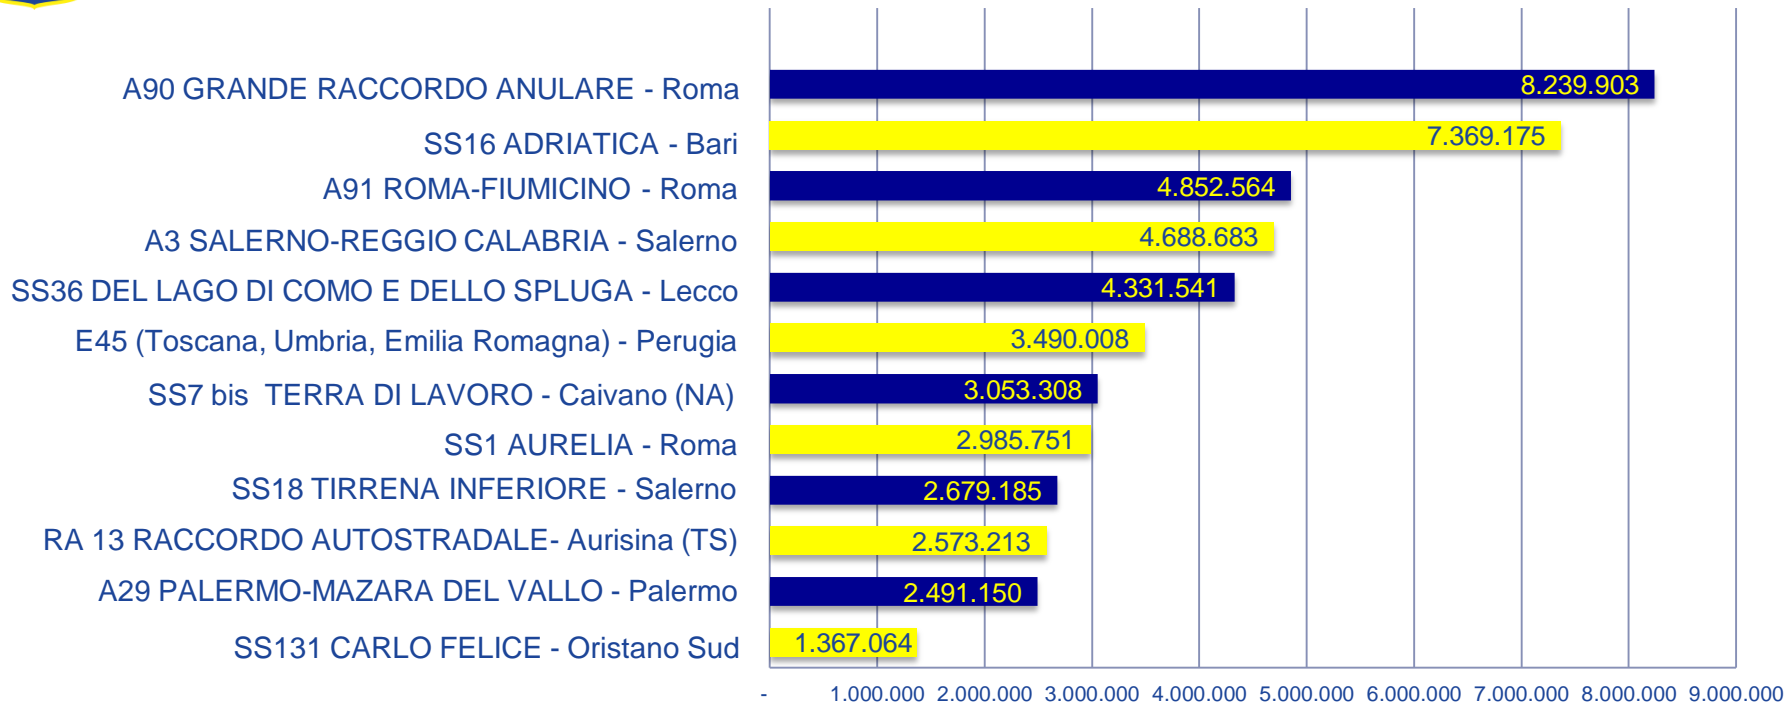 A90 GRANDE RACCORDO ANULARE - Roma 8.239.903
SS16 ADRIATICA - Bari 7.369.175
A91 ROMA-FIUMICINO - Roma 4.852.564
A3 SALERNO-REGGIO CALABRIA - Salerno 4.688.683
SS36 DEL LAGO DI COMO E DELLO SPLUGA - Lecco 4.331.541
E45 (Toscana, Umbria, Emilia Romagna) - Perugia 3.490.008
SS7 bis  TERRA DI LAVORO - Caivano (NA) 3.053.308
SS1 AURELIA - Roma 2.985.751
SS18 TIRRENA INFERIORE - Salerno 2.679.185
RA 13 RACCORDO AUTOSTRADALE- Aurisina (TS) 2.573.213
A29 PALERMO-MAZARA DEL VALLO - Palermo 2.491.150
SS131 CARLO FELICE - Oristano Sud 1.367.064
- 1.000.000 2.000.000 3.000.000 4.000.000 5.000.000 6.000.000 7.000.000 8.000.000 9.000.000